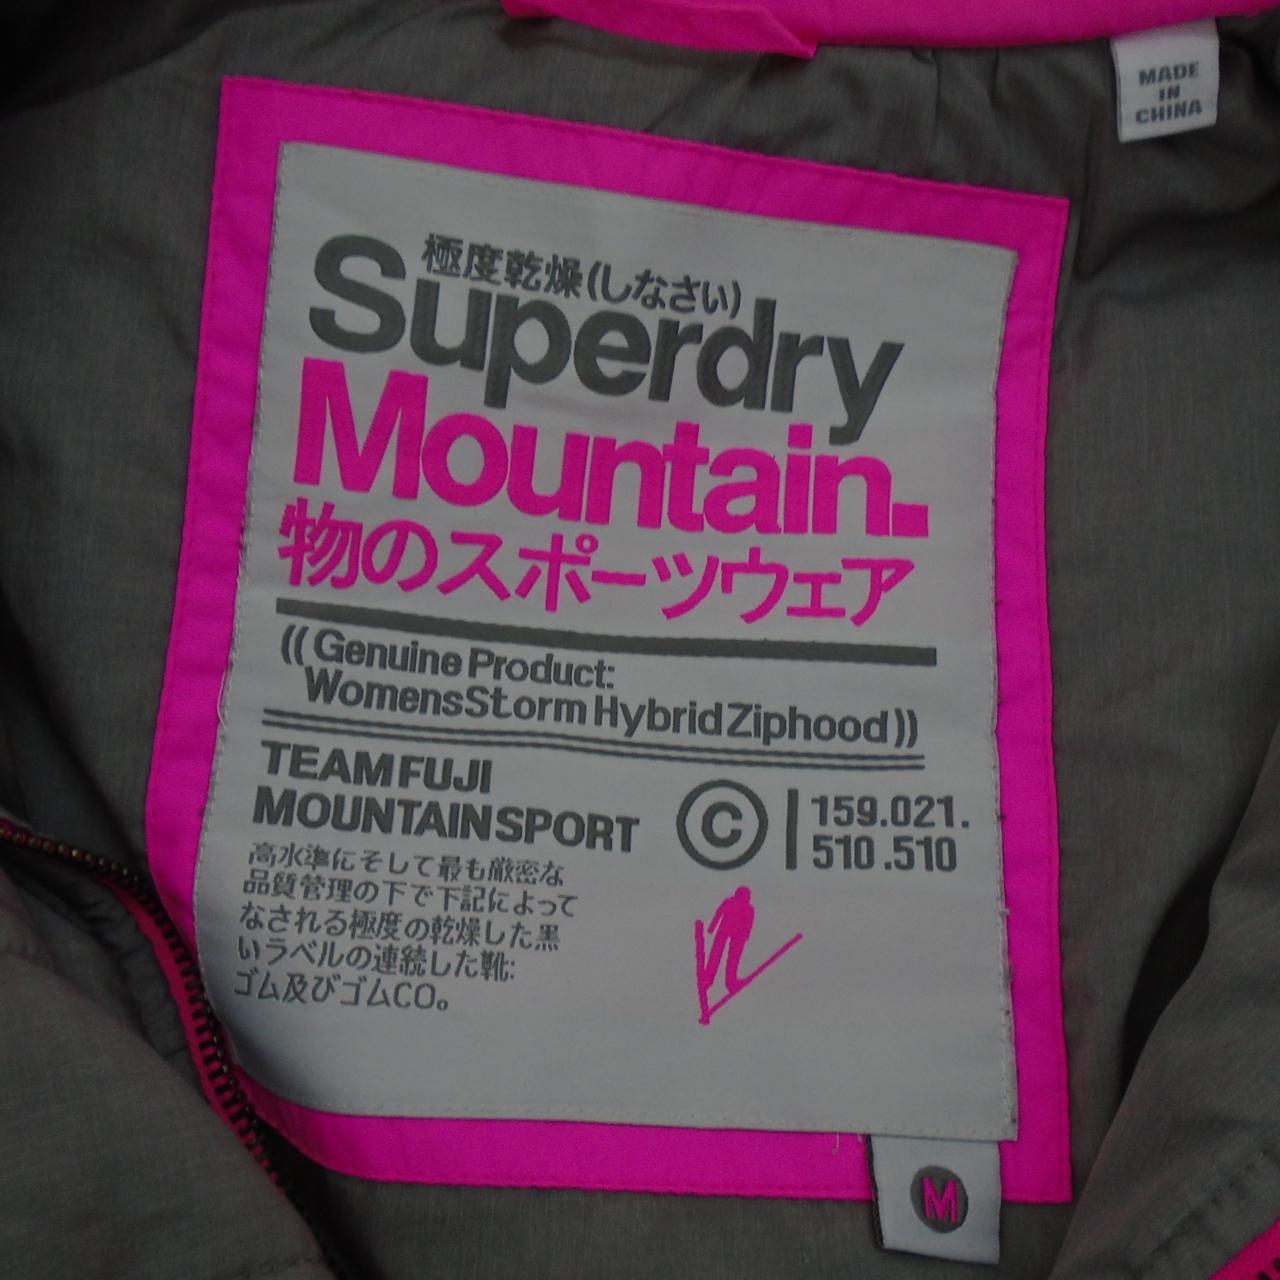 MADE
IN
CHINA
極度乾燥(しなさい)
Superdry
Mountain.
物のスポーツウェア
((Genuine Product:
WomensStorm Hybrid Ziphood))
TEAM FUJI
MOUNTAIN SPORT
© 159.021.
510.510
高水準にそして最も厳密な
品質管理の下で下記によって
なされる極度の乾燥した黒
いラベルの連続した靴:
ゴム及びゴムCO。
M